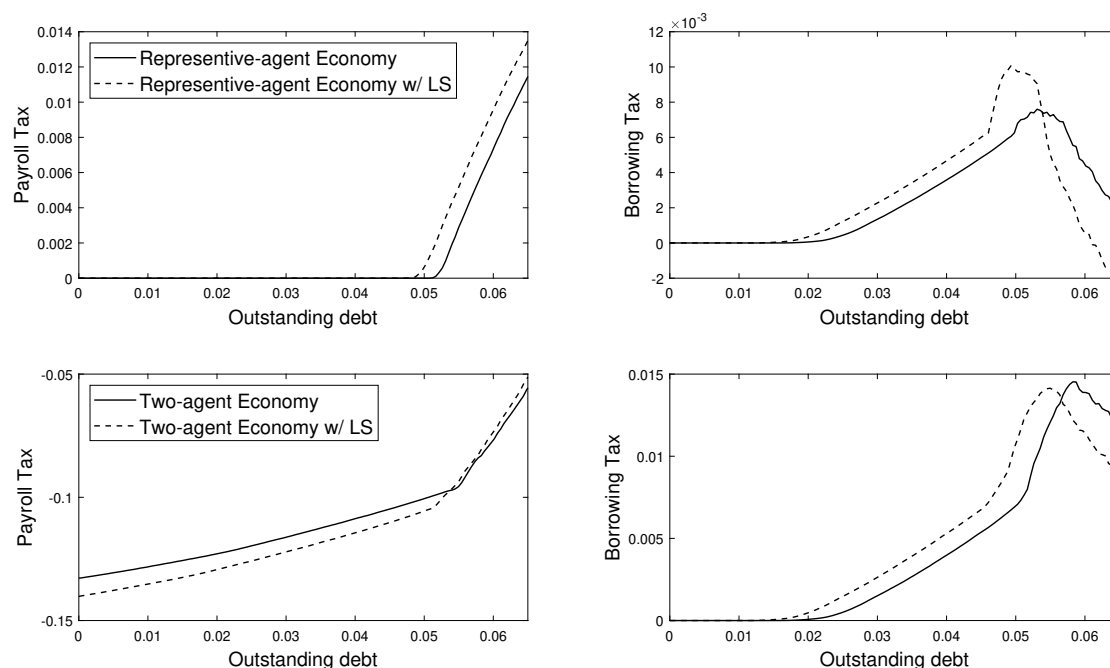 Payroll Tax
0.014
0.012
0.01
0.008
0.006
0.004
0.002
0
Representive-agent Economy
Representive-agent Economy w/ LS
0 0.01 0.02 0.03 0.04 0.05 0.06
Outstanding debt
×10⁻³
Borrowing Tax
12
10
8
6
4
2
0
-2
0 0.01 0.02 0.03 0.04 0.05 0.06
Outstanding debt
Payroll Tax
-0.05
-0.1
-0.15
Two-agent Economy
Two-agent Economy w/ LS
0 0.01 0.02 0.03 0.04 0.05 0.06
Outstanding debt
Borrowing Tax
0.015
0.01
0.005
0
0 0.01 0.02 0.03 0.04 0.05 0.06
Outstanding debt